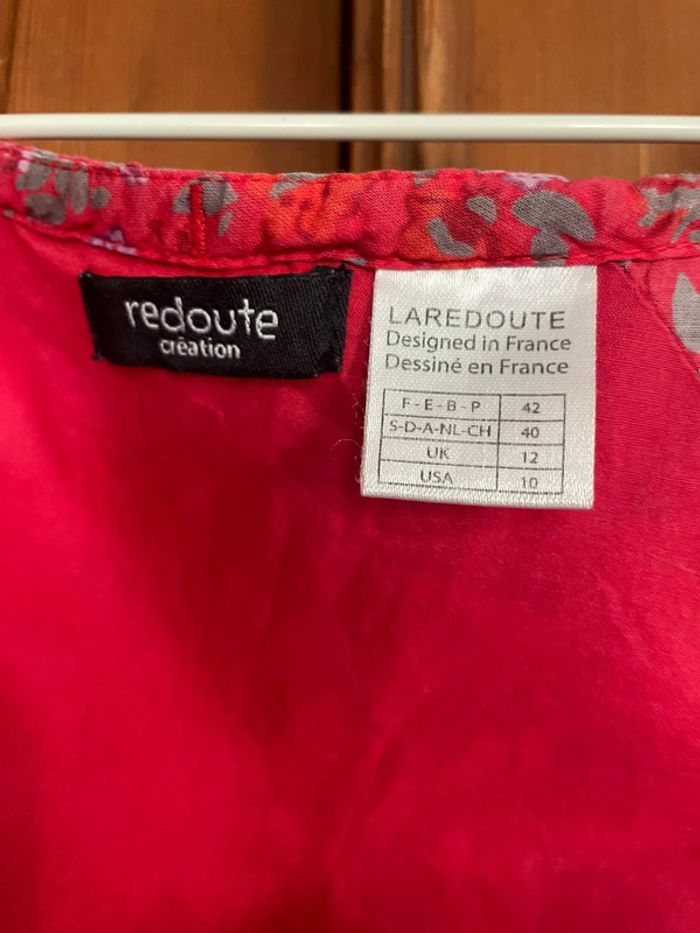 redoute
création
LAREDOUTE
Designed in France
Dessiné en France
F - E - B - P 42
S-D-A-NL-CH 40
UK 12
USA 10